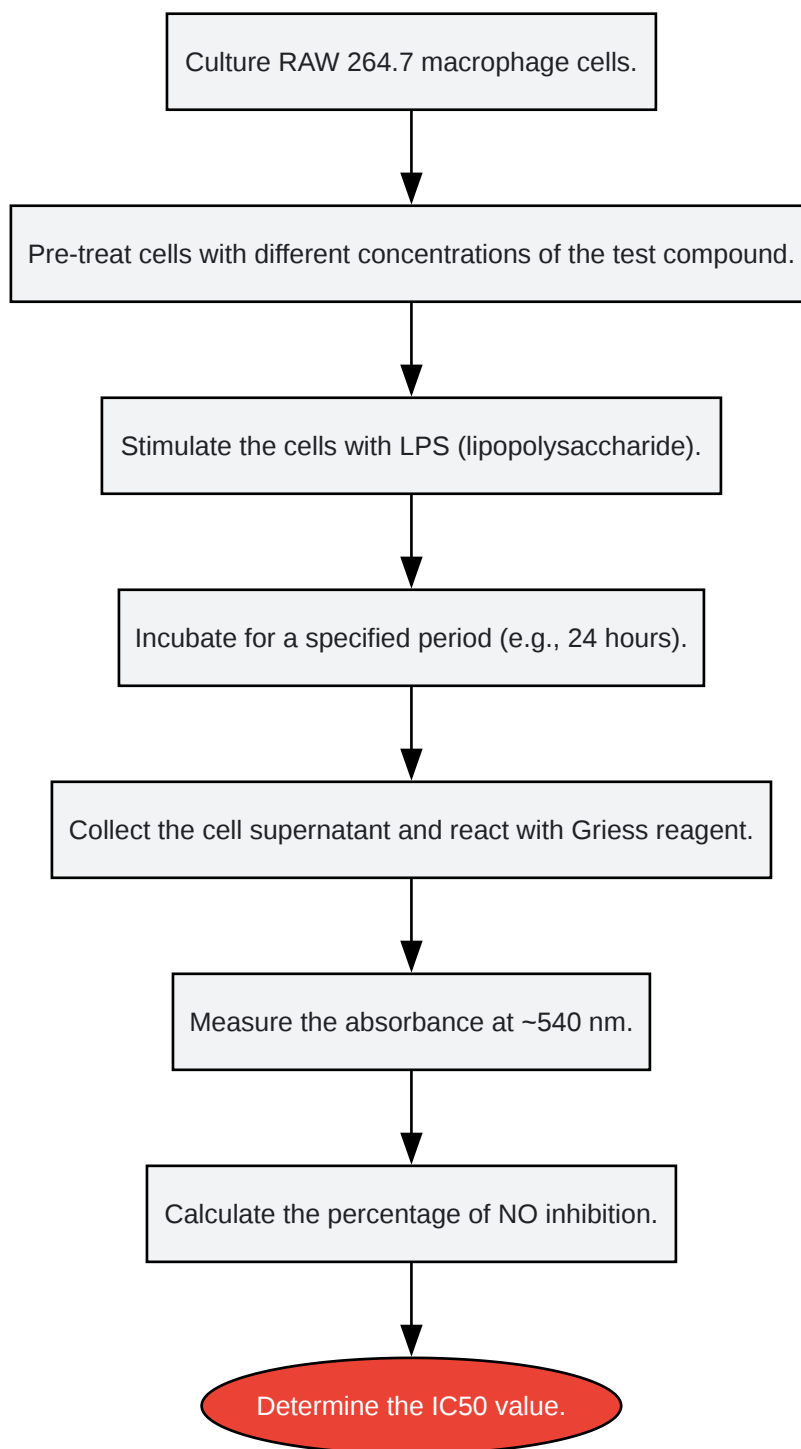 Culture RAW 264.7 macrophage cells.
Pre-treat cells with different concentrations of the test compound.
Stimulate the cells with LPS (lipopolysaccharide).
Incubate for a specified period (e.g., 24 hours).
Collect the cell supernatant and react with Griess reagent.
Measure the absorbance at ~540 nm.
Calculate the percentage of NO inhibition.
Determine the IC50 value.